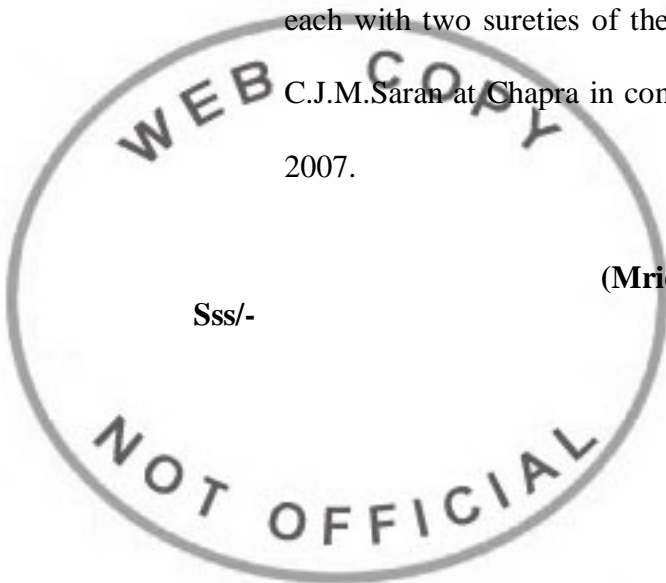 each with two sureties of the
C.J.M.Saran at Chapra in con
2007.
(Mri
Sss/-
WEB COPY
NOT OFFICIAL